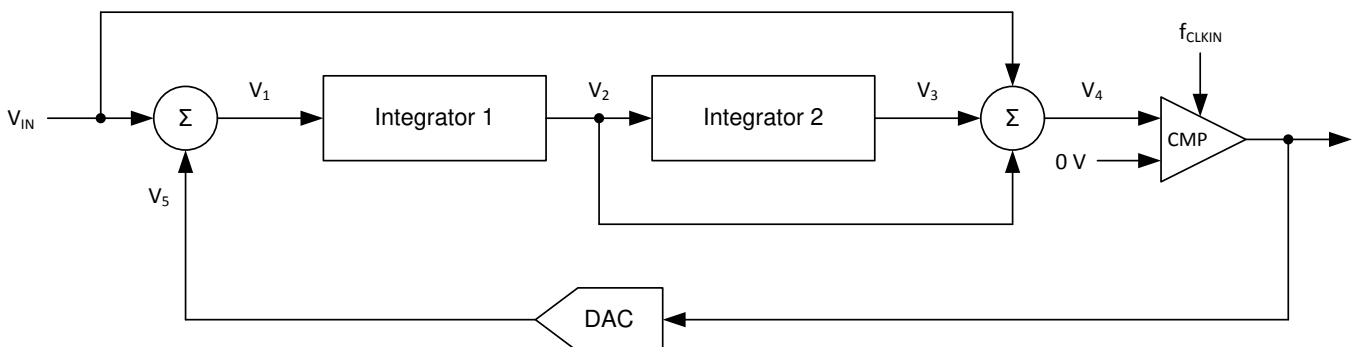 f_CLKIN
V_IN
Σ
V_1
Integrator 1
V_2
Integrator 2
V_3
Σ
V_4
CMP
0 V
V_5
DAC